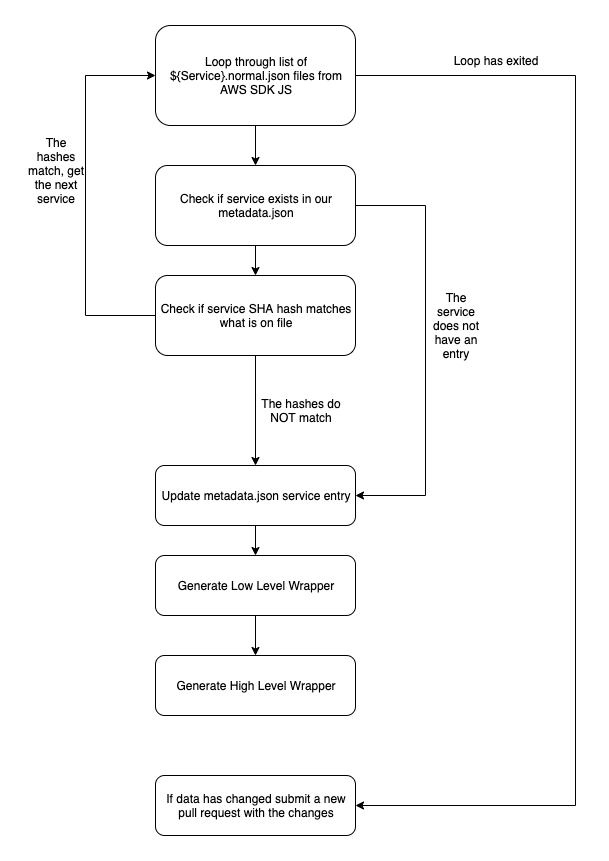 Loop through list of
${Service}.normal.json files from
AWS SDK JS
Loop has exited
The
hashes
match, get
the next
service
Check if service exists in our
metadata.json
Check if service SHA hash matches
what is on file
The
service
does not
have an
entry
The hashes do
NOT match
Update metadata.json service entry
Generate Low Level Wrapper
Generate High Level Wrapper
If data has changed submit a new
pull request with the changes